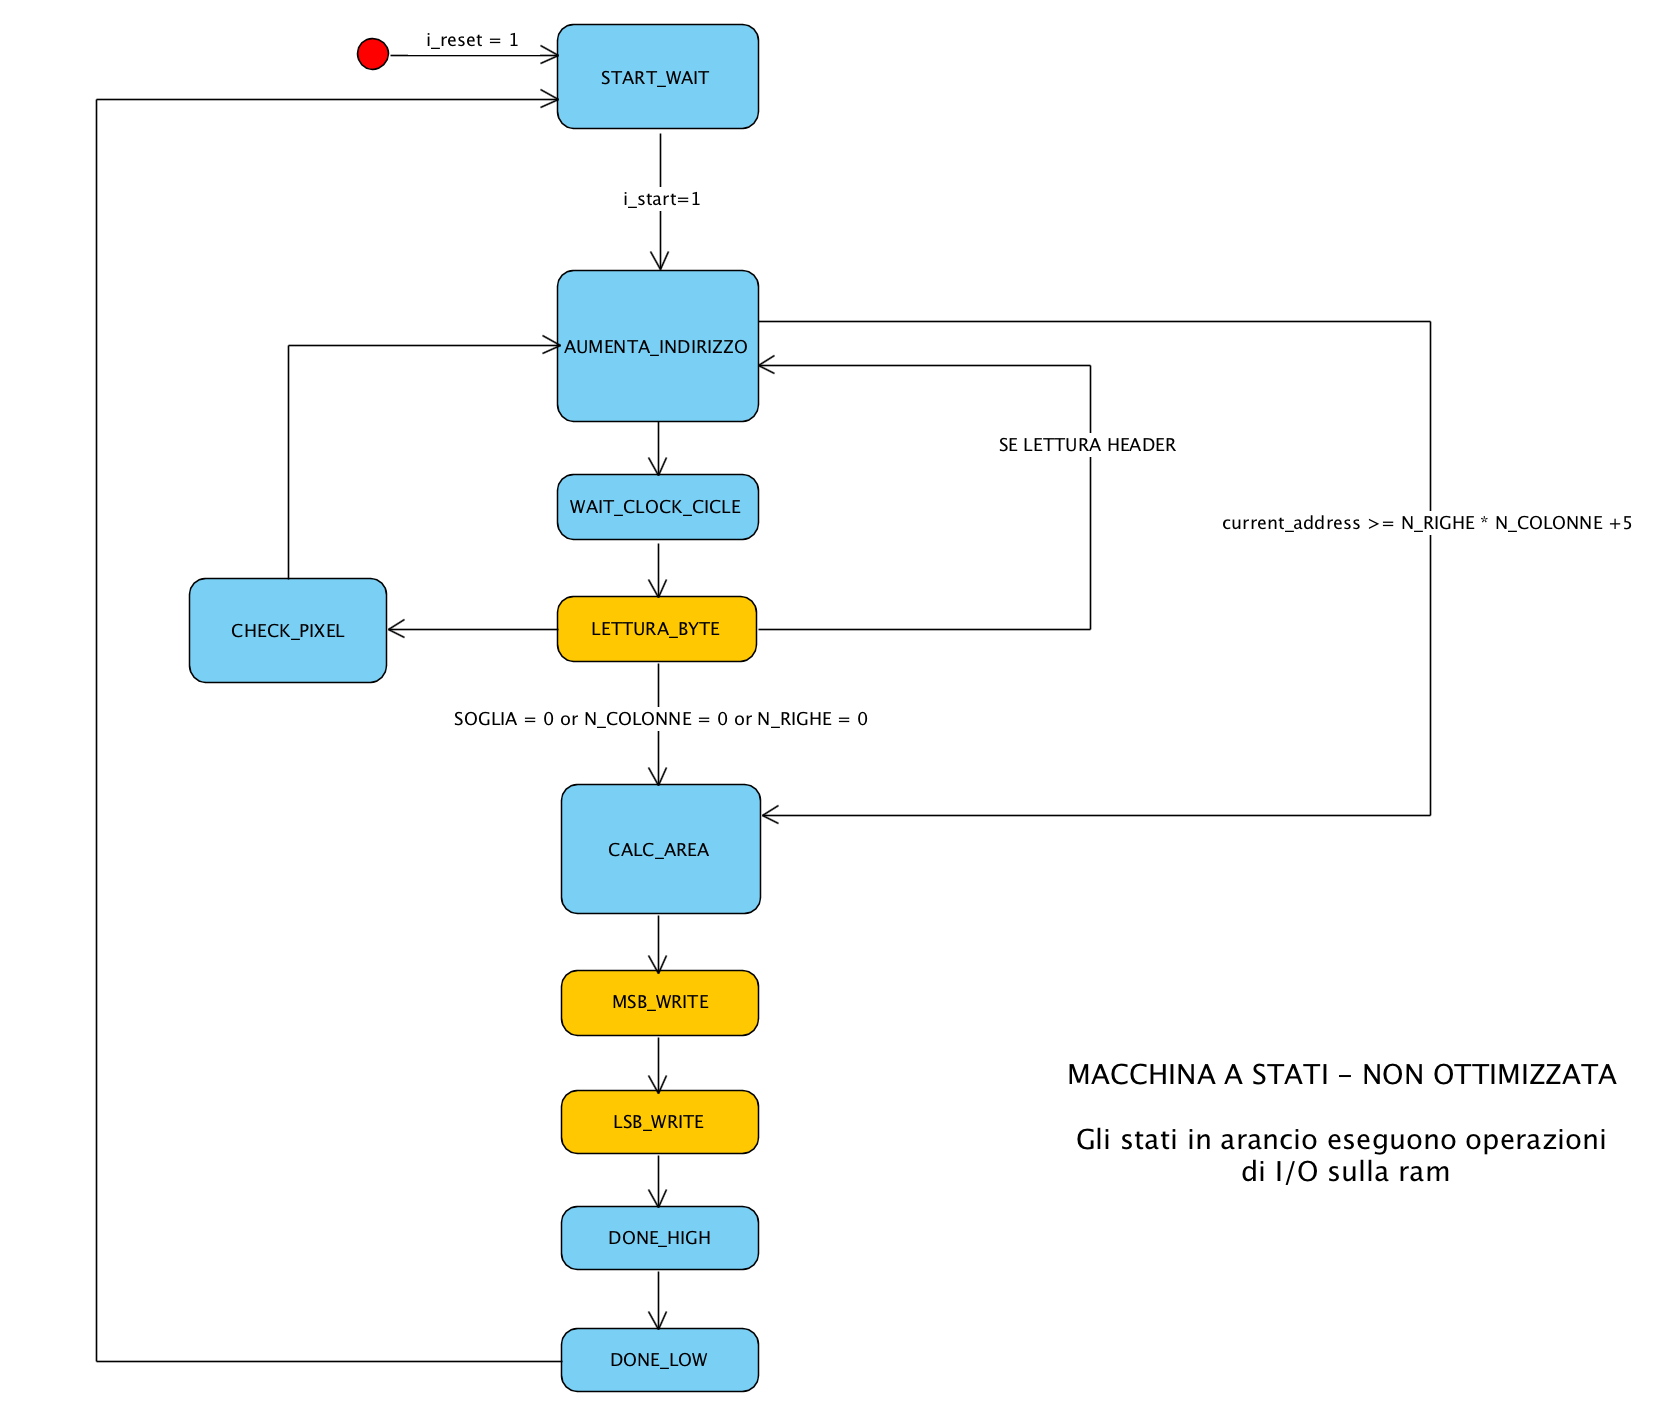 i_reset = 1
START_WAIT
i_start=1
AUMENTA_INDIRIZZO
SE LETTURA HEADER
WAIT_CLOCK_CICLE
current_address >= N_RIGHE * N_COLONNE +5
CHECK_PIXEL
LETTURA_BYTE
SOGLIA = 0 or N_COLONNE = 0 or N_RIGHE = 0
CALC_AREA
MSB_WRITE
MACCHINA A STATI - NON OTTIMIZZATA
LSB_WRITE
Gli stati in arancio eseguono operazioni
di I/O sulla ram
DONE_HIGH
DONE_LOW